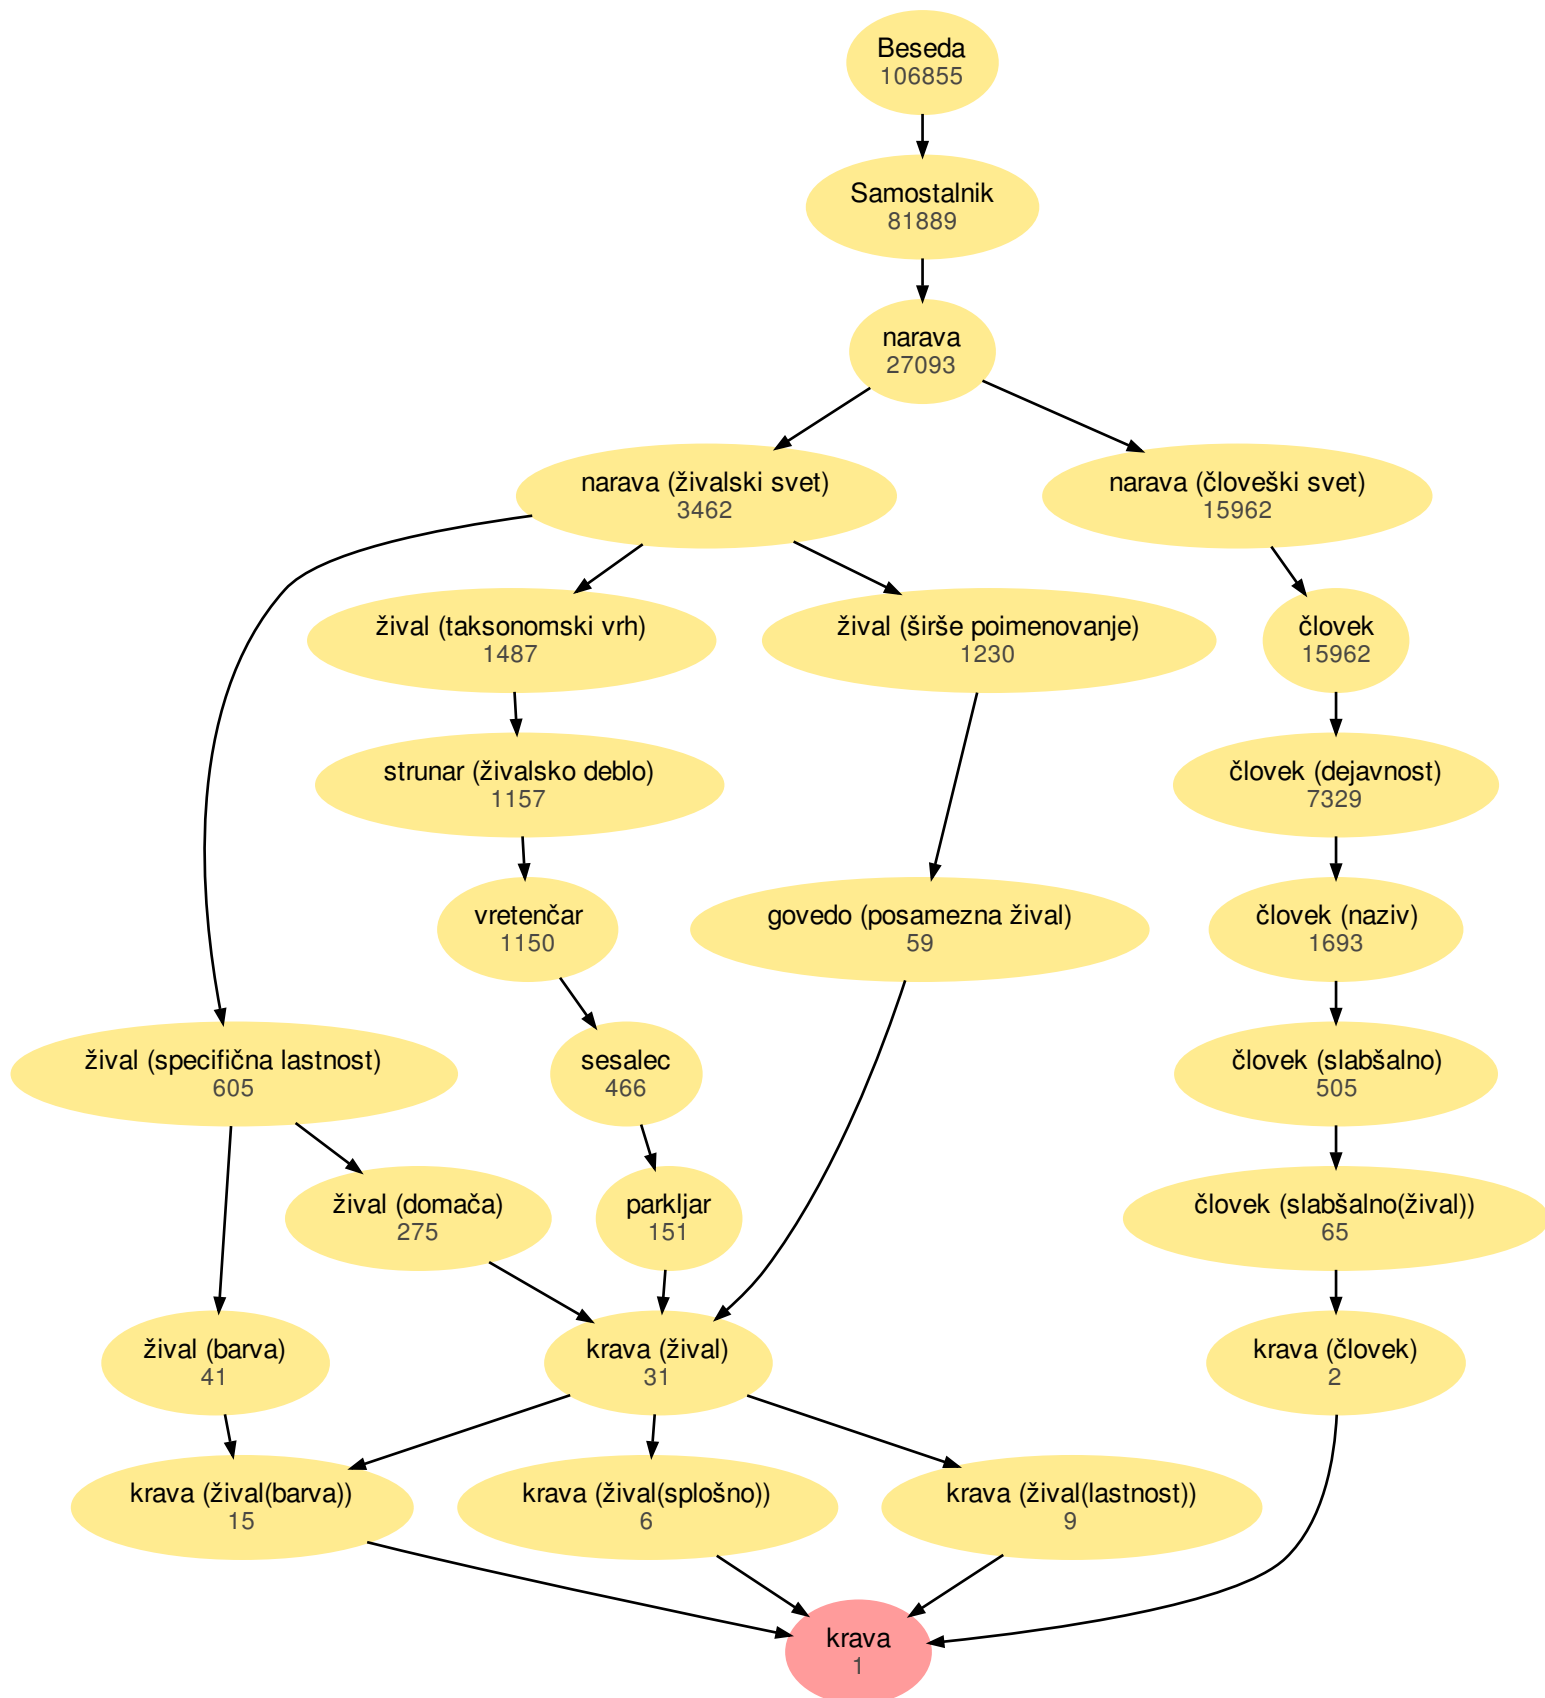 Beseda
106855
Samostalnik
81889
narava
27093
narava (živalski svet)
3462
narava (človeški svet)
15962
žival (taksonomski vrh)
1487
žival (širše poimenovanje)
1230
človek
15962
strunar (živalsko deblo)
1157
človek (dejavnost)
7329
vretenčar
1150
govedo (posamezna žival)
59
človek (naziv)
1693
žival (specifična lastnost)
605
sesalec
466
človek (slabšalno)
505
žival (domača)
275
parkljar
151
človek (slabšalno(žival))
65
žival (barva)
41
krava (žival)
31
krava (človek)
2
krava (žival(barva))
15
krava (žival(splošno))
6
krava (žival(lastnost))
9
krava
1